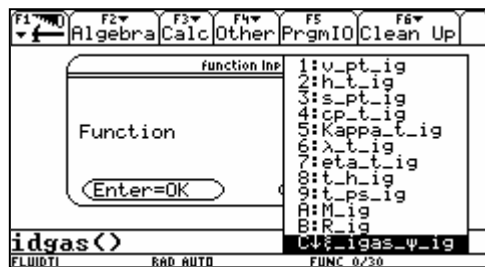 F1 F2 F3 F4 F5 F6
Algebra Calc Other PrgmIO Clean Up
function Inp
Function
Enter=OK
1:v_pt_ig
2:h_t_ig
3:s_pt_ig
4:cp_t_ig
5:Kappa_t_ig
6:λ_t_ig
7:eta_t_ig
8:t_h_ig
9:t_ps_ig
A:M_ig
B:R_ig
C↓ξ_igas_ψ_ig
idgas()
FLUIDTI RAD AUTO FUNC 0/30